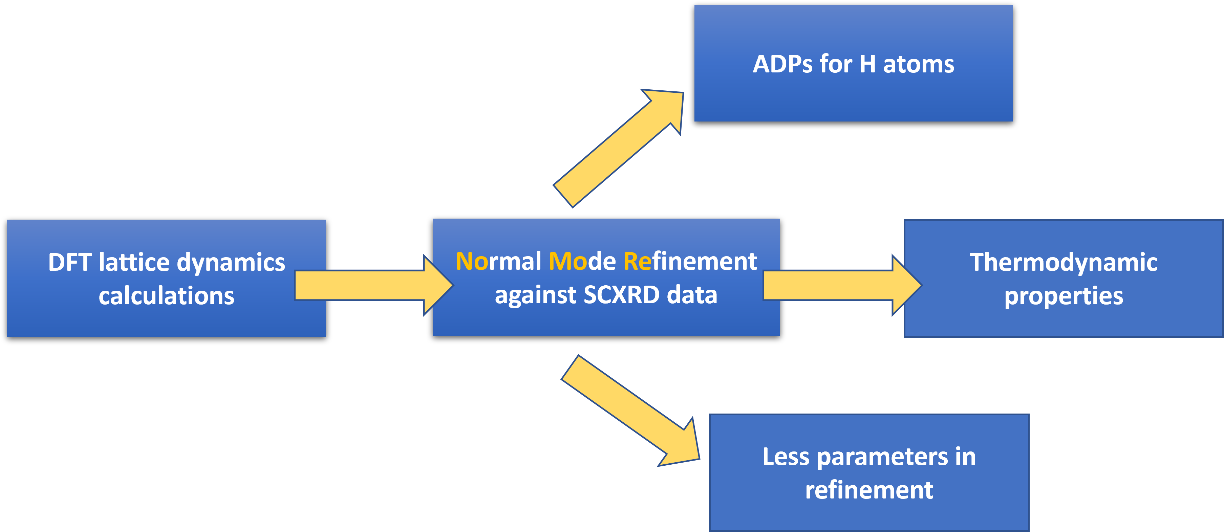 ADPs for H atoms
DFT lattice dynamics
calculations
Normal Mode Refinement
against SCXRD data
Thermodynamic
properties
Less parameters in
refinement